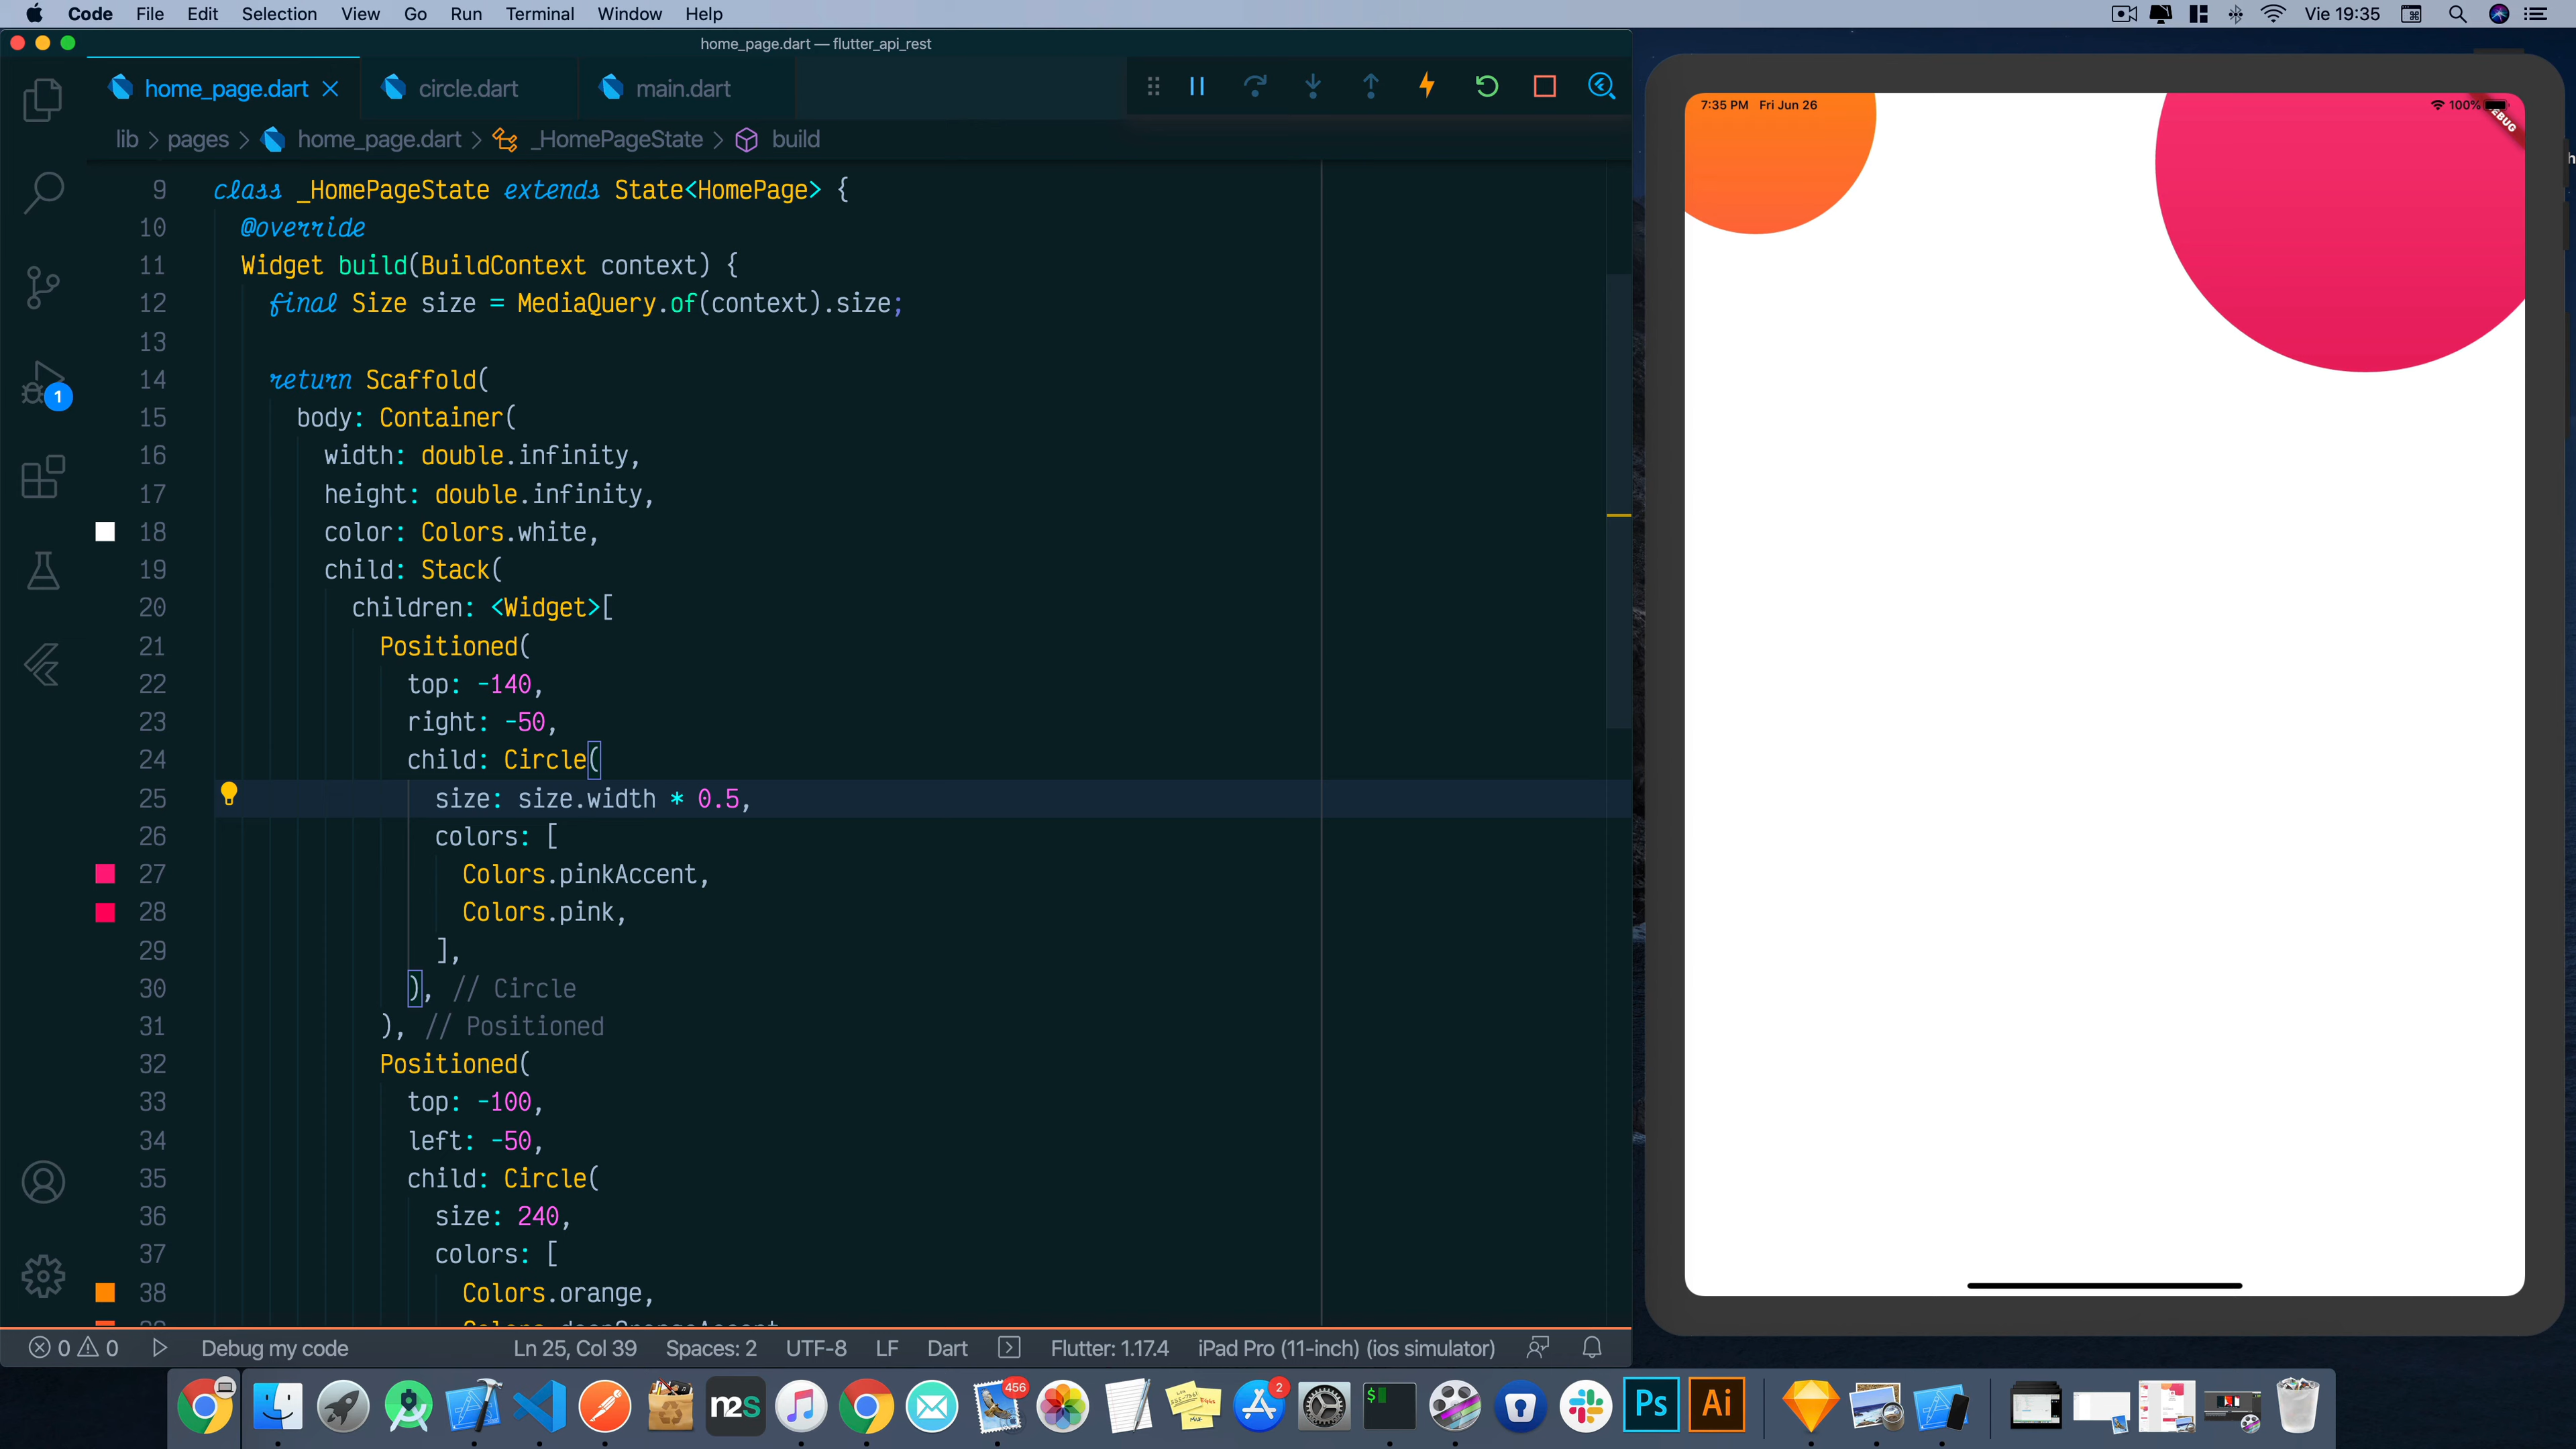 Code File Edit Selection View Go Run Terminal Window Help Vie 19:35
home_page.dart — flutter_api_rest
home_page.dart circle.dart main.dart
lib > pages > home_page.dart > _HomePageState > build
9 class _HomePageState extends State<HomePage> {
10 @override
11 Widget build(BuildContext context) {
12 final Size size = MediaQuery.of(context).size;
13
14 return Scaffold(
15 body: Container(
16 width: double.infinity,
17 height: double.infinity,
18 color: Colors.white,
19 child: Stack(
20 children: <Widget>[
21 Positioned(
22 top: -140,
23 right: -50,
24 child: Circle(
25 size: size.width * 0.5,
26 colors: [
27 Colors.pinkAccent,
28 Colors.pink,
29 ],
30 ), // Circle
31 ), // Positioned
32 Positioned(
33 top: -100,
34 left: -50,
35 child: Circle(
36 size: 240,
37 colors: [
38 Colors.orange,
1
0 0 Debug my code Ln 25, Col 39 Spaces: 2 UTF-8 LF Dart Flutter: 1.17.4 iPad Pro (11-inch) (ios simulator)
7:35 PM Fri Jun 26 100%
n2s 456 2 $ Ps Ai